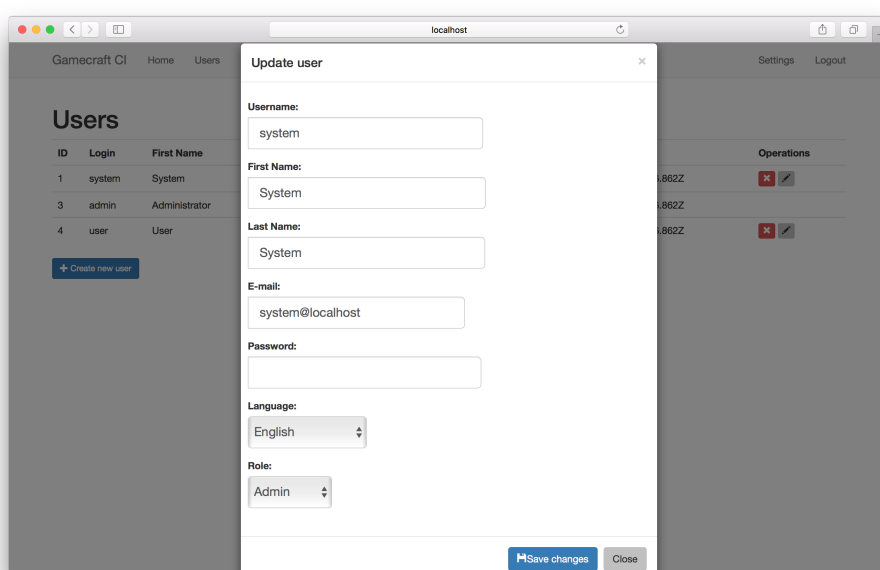 localhost
Gamecraft CI Home Users Settings Logout
Update user ×
Users
ID Login First Name Operations
1 system System .862Z
3 admin Administrator .862Z
4 user User .862Z
Create new user
Username:
system
First Name:
System
Last Name:
System
E-mail:
system@localhost
Password:
Language:
English
Role:
Admin
Save changes Close